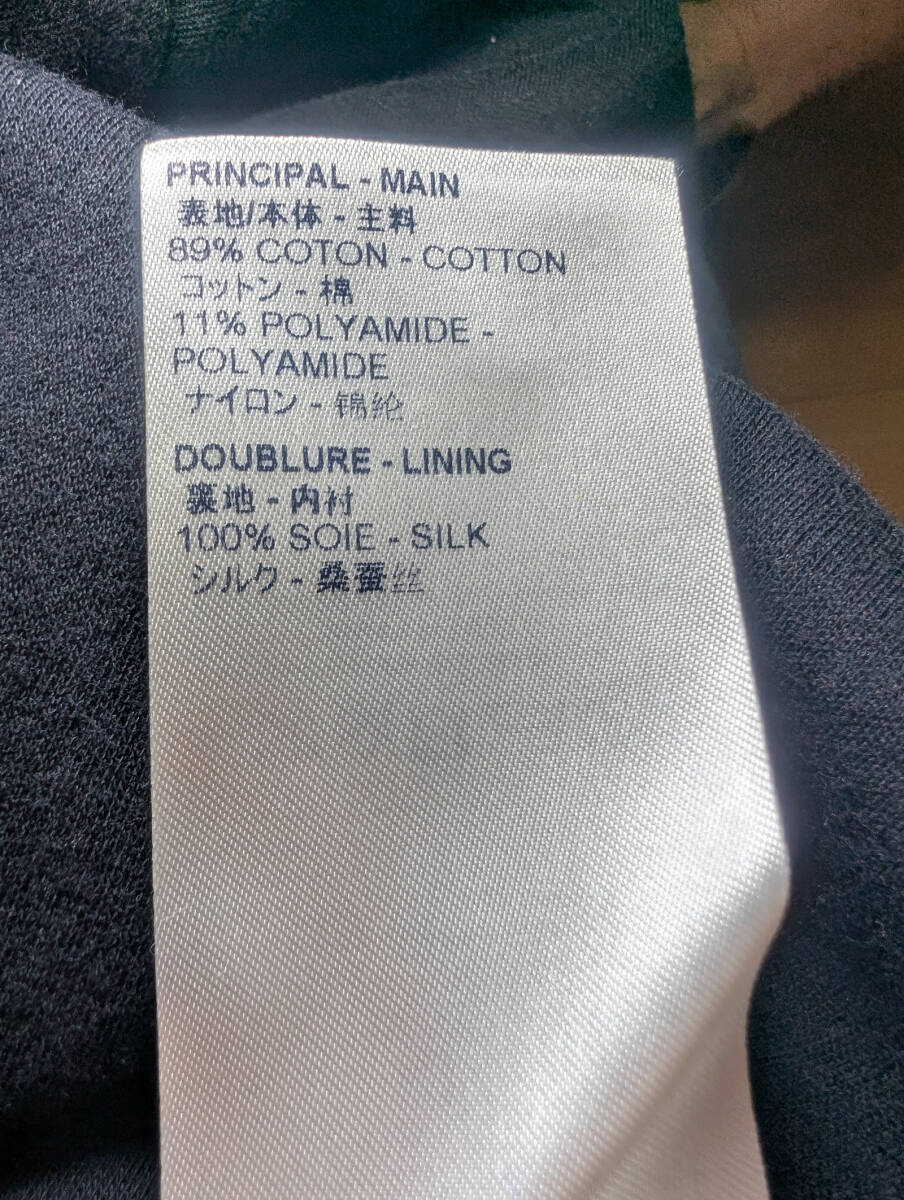 PRINCIPAL - MAIN
表地/本体 - 主料
89% COTON - COTTON
コットン - 棉
11% POLYAMIDE -
POLYAMIDE
ナイロン - 锦纶
DOUBLURE - LINING
裏地 - 内衬
100% SOIE - SILK
シルク - 桑蚕丝